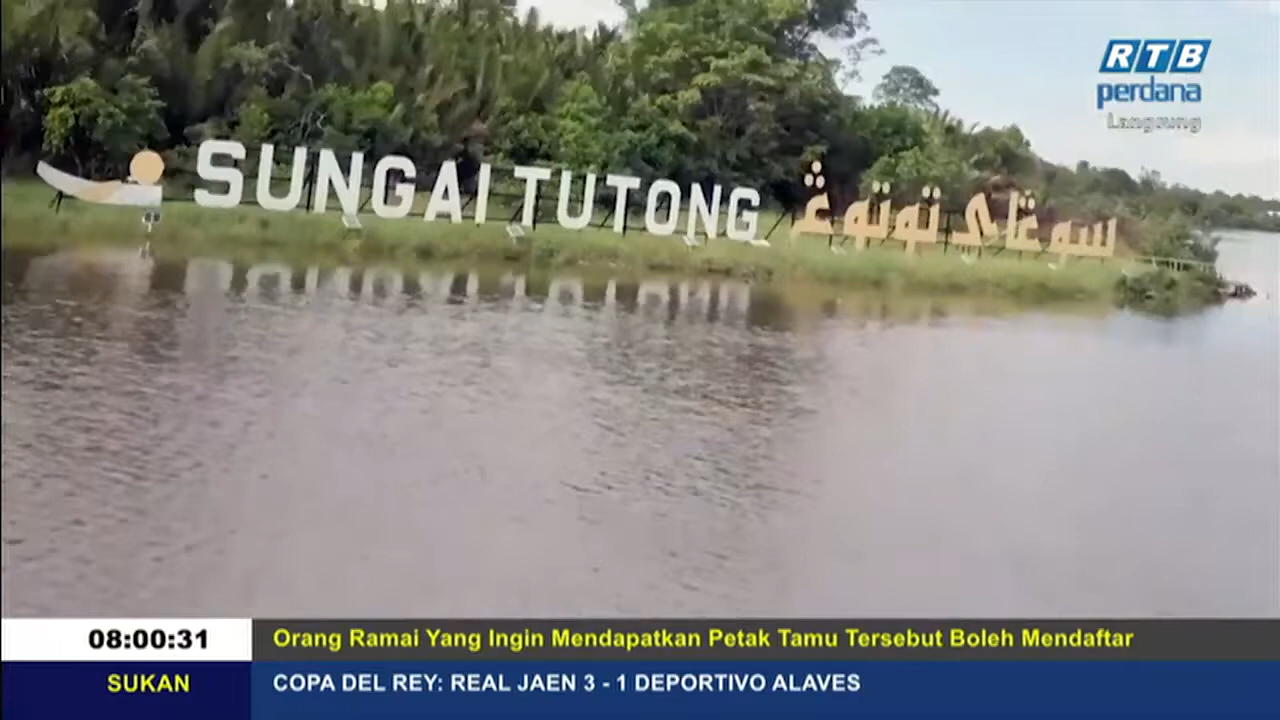 RTB
perdana
Langsung
SUNGAI TUTONG سوڠاي توتوڠ
08:00:31 Orang Ramai Yang Ingin Mendapatkan Petak Tamu Tersebut Boleh Mendaftar
SUKAN COPA DEL REY: REAL JAEN 3 - 1 DEPORTIVO ALAVES